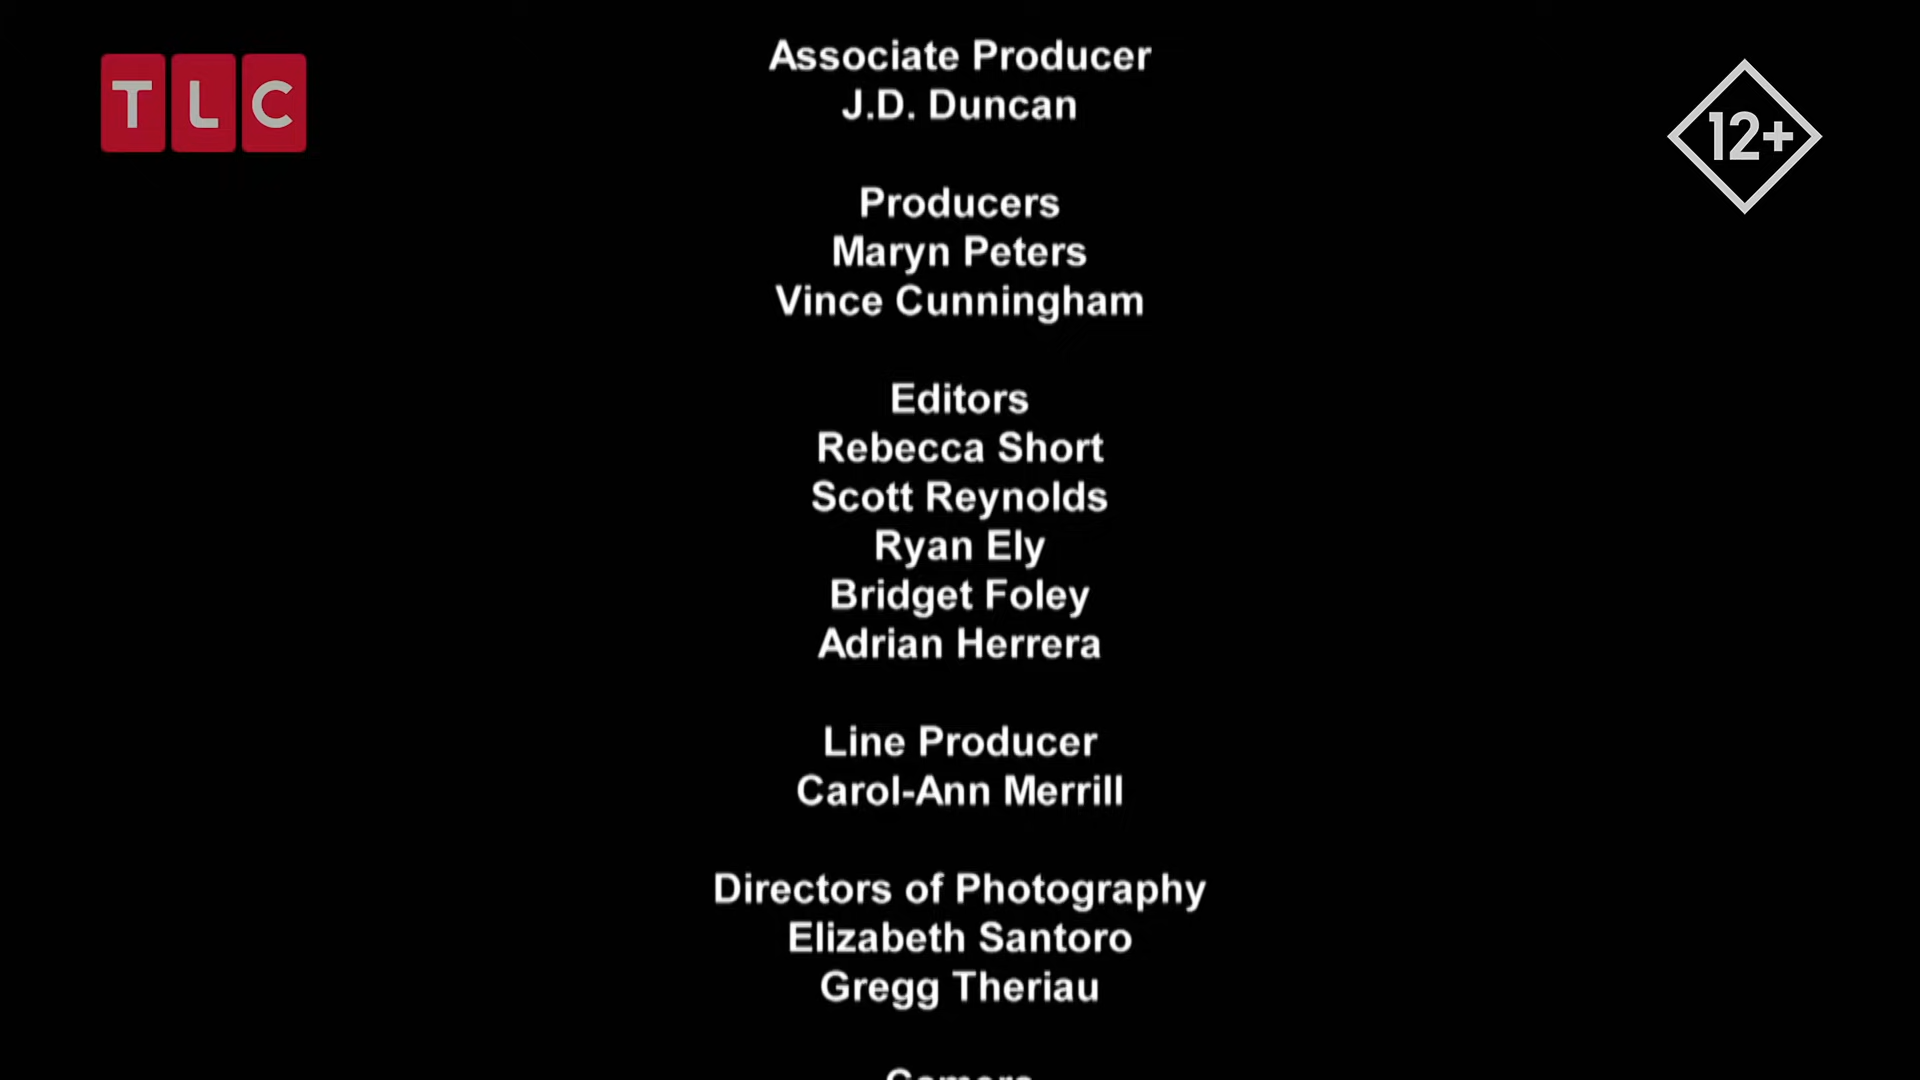 TLC
12+
Associate Producer
J.D. Duncan
Producers
Maryn Peters
Vince Cunningham
Editors
Rebecca Short
Scott Reynolds
Ryan Ely
Bridget Foley
Adrian Herrera
Line Producer
Carol-Ann Merrill
Directors of Photography
Elizabeth Santoro
Gregg Theriau